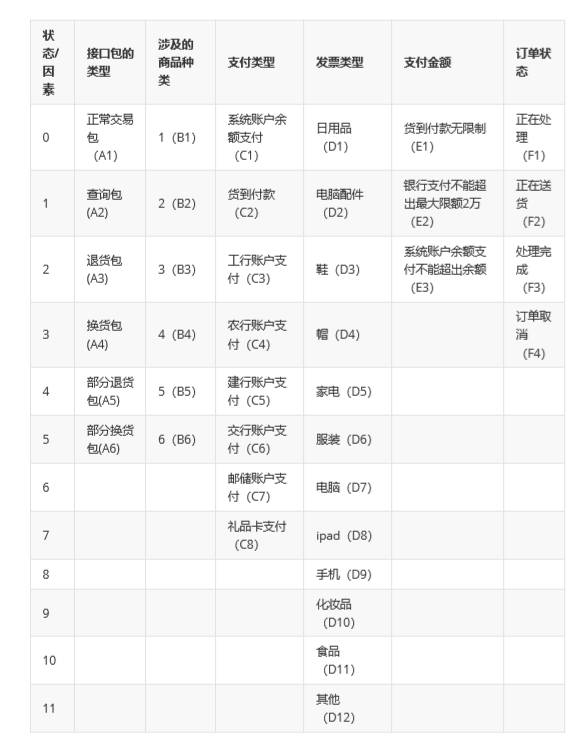 状态/因素 接口包的类型 涉及的商品种类 支付类型 发票类型 支付金额 订单状态
0 正常交易包（A1） 1（B1） 系统账户余额支付（C1） 日用品（D1） 货到付款无限制（E1） 正在处理（F1）
1 查询包(A2) 2（B2） 货到付款（C2） 电脑配件（D2） 银行支付不能超出最大限额2万（E2） 正在送货（F2）
2 退货包(A3) 3（B3） 工行账户支付（C3） 鞋（D3） 系统账户余额支付不能超出余额（E3） 处理完成（F3）
3 换货包(A4) 4（B4） 农行账户支付（C4） 帽（D4） 订单取消（F4）
4 部分退货包(A5) 5（B5） 建行账户支付（C5） 家电（D5）
5 部分换货包(A6) 6（B6） 交行账户支付（C6） 服装（D6）
6 邮储账户支付（C7） 电脑（D7）
7 礼品卡支付（C8） ipad（D8）
8 手机（D9）
9 化妆品（D10）
10 食品（D11）
11 其他（D12）